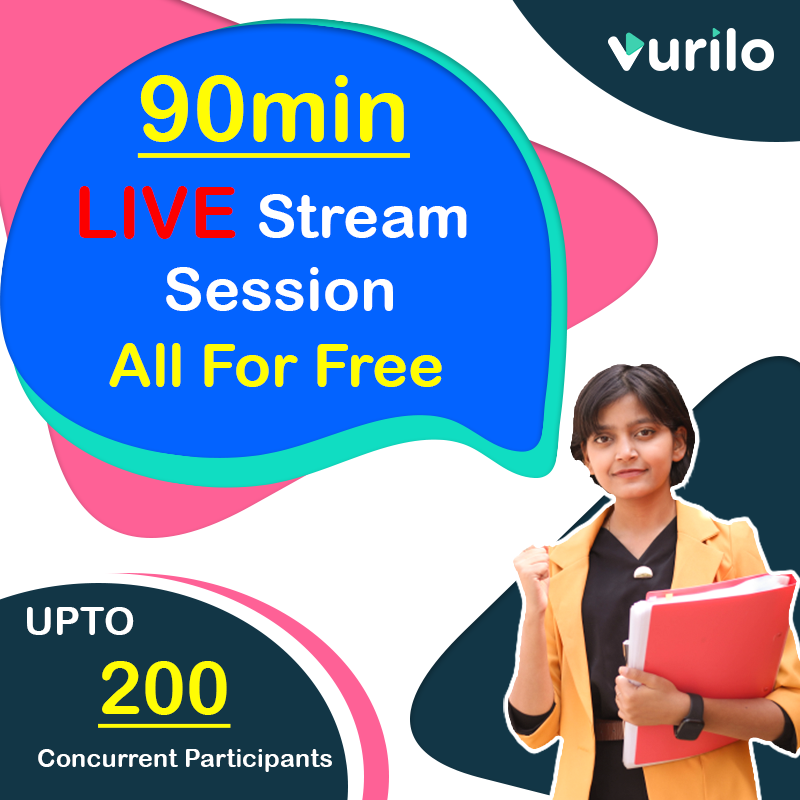 vurilo
90min
LIVE Stream
Session
All For Free
UPTO
200
Concurrent Participants